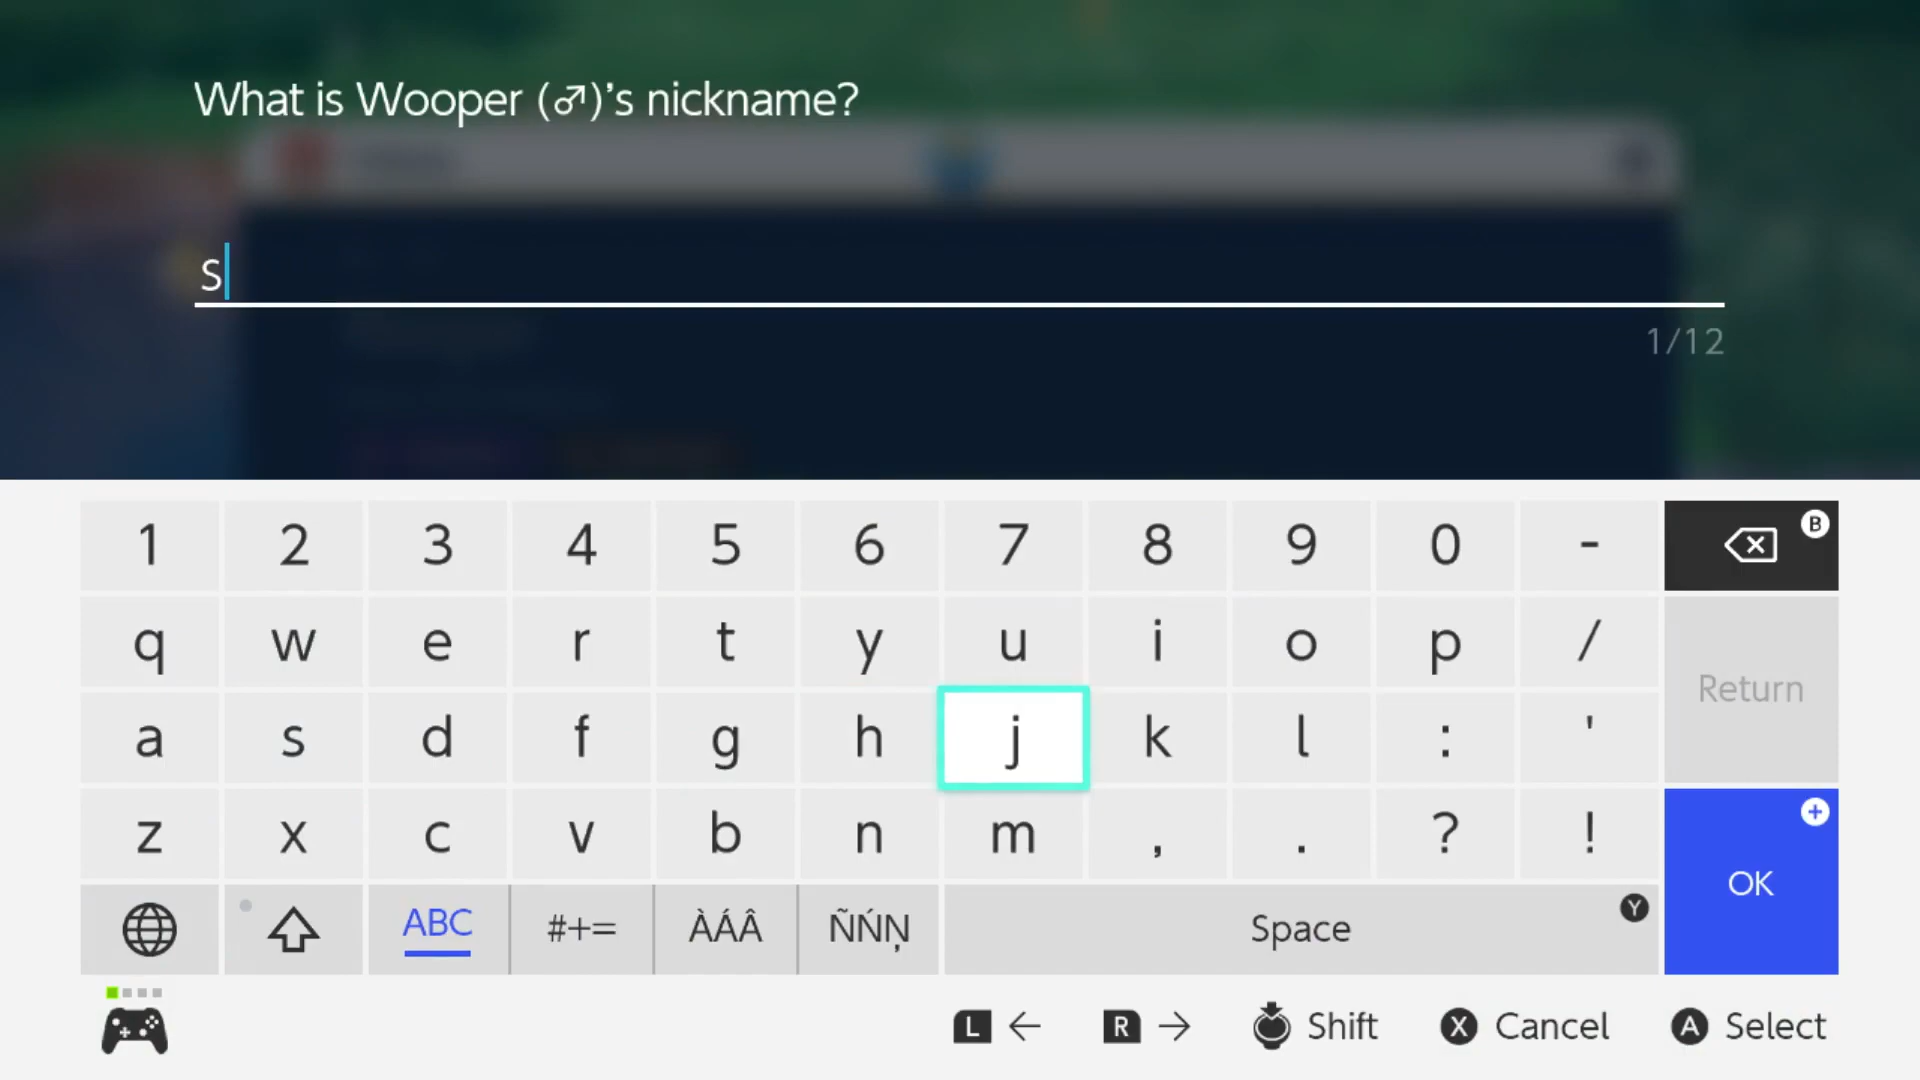 What is Wooper (♂)'s nickname?
S
1/12
1 2 3 4 5 6 7 8 9 0 - B
q w e r t y u i o p /
Return
a s d f g h j k l : '
z x c v b n m , . ? !
OK
ABC #+= ÀÁÂ ÑŃŅ Space Y
L ← R → Shift X Cancel A Select